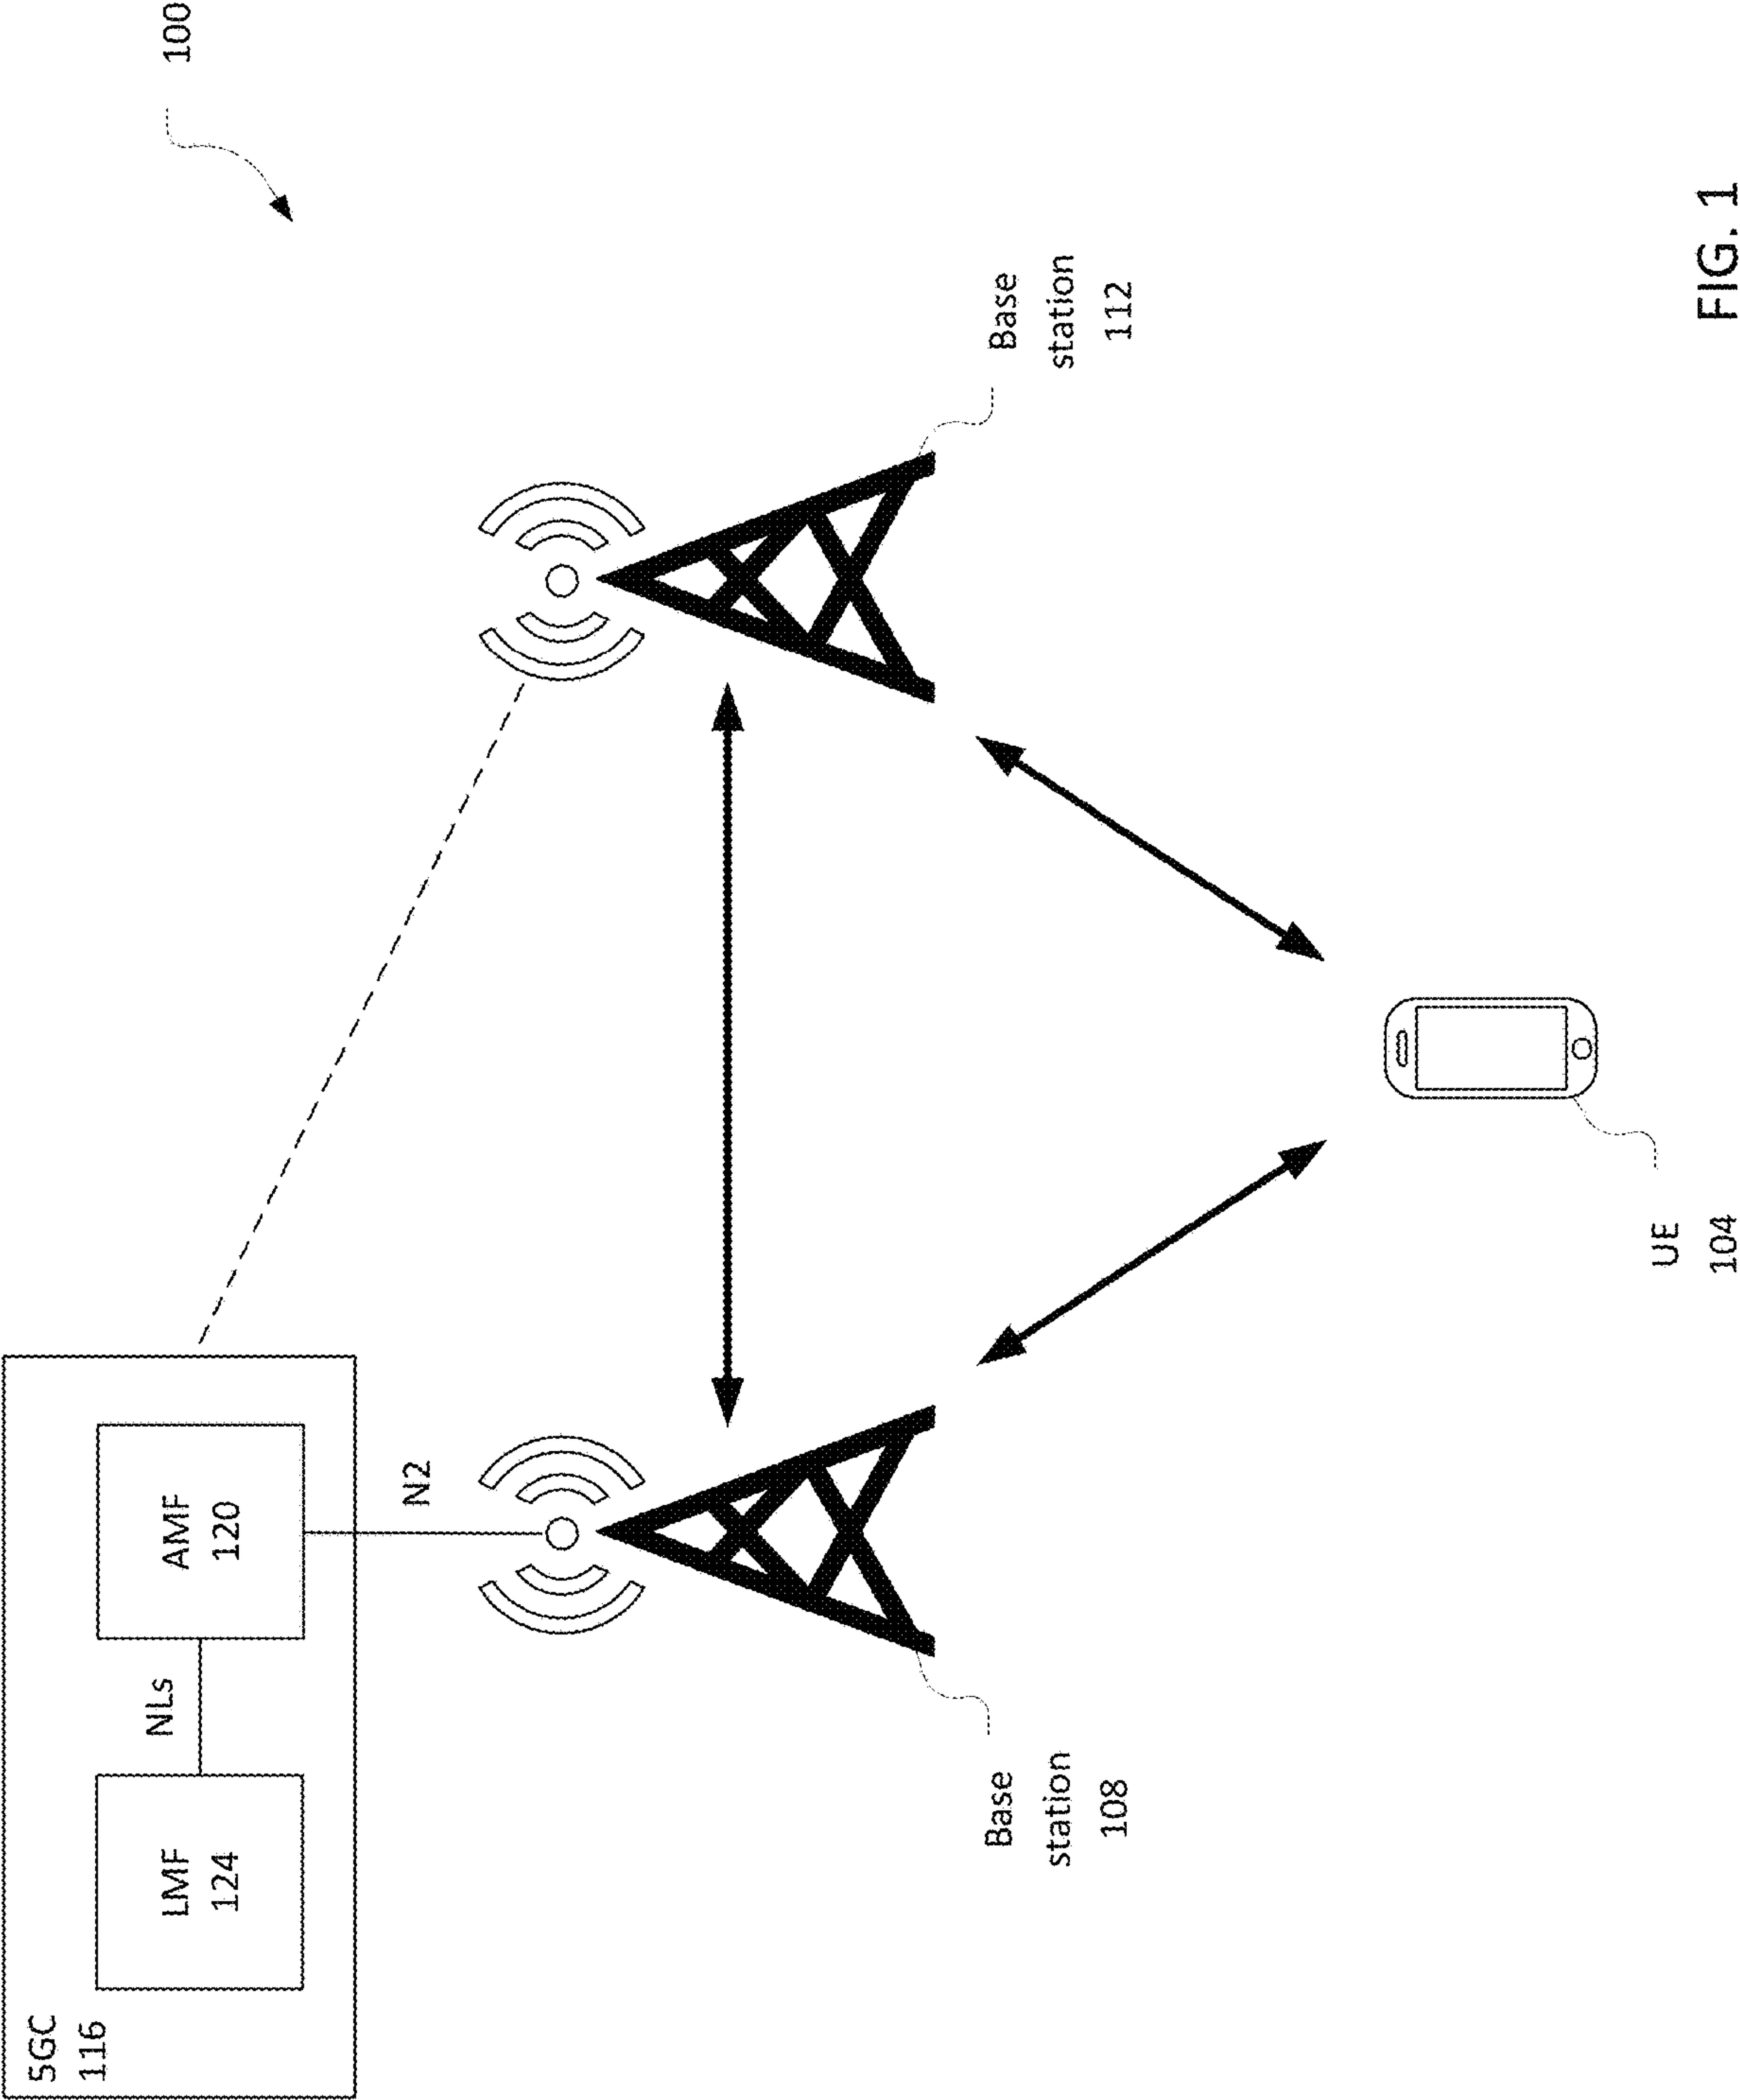 100
5GC
116
LMF
124
NLs
AMF
120
N2
Base
station
108
Base
station
112
UE
104
FIG. 1